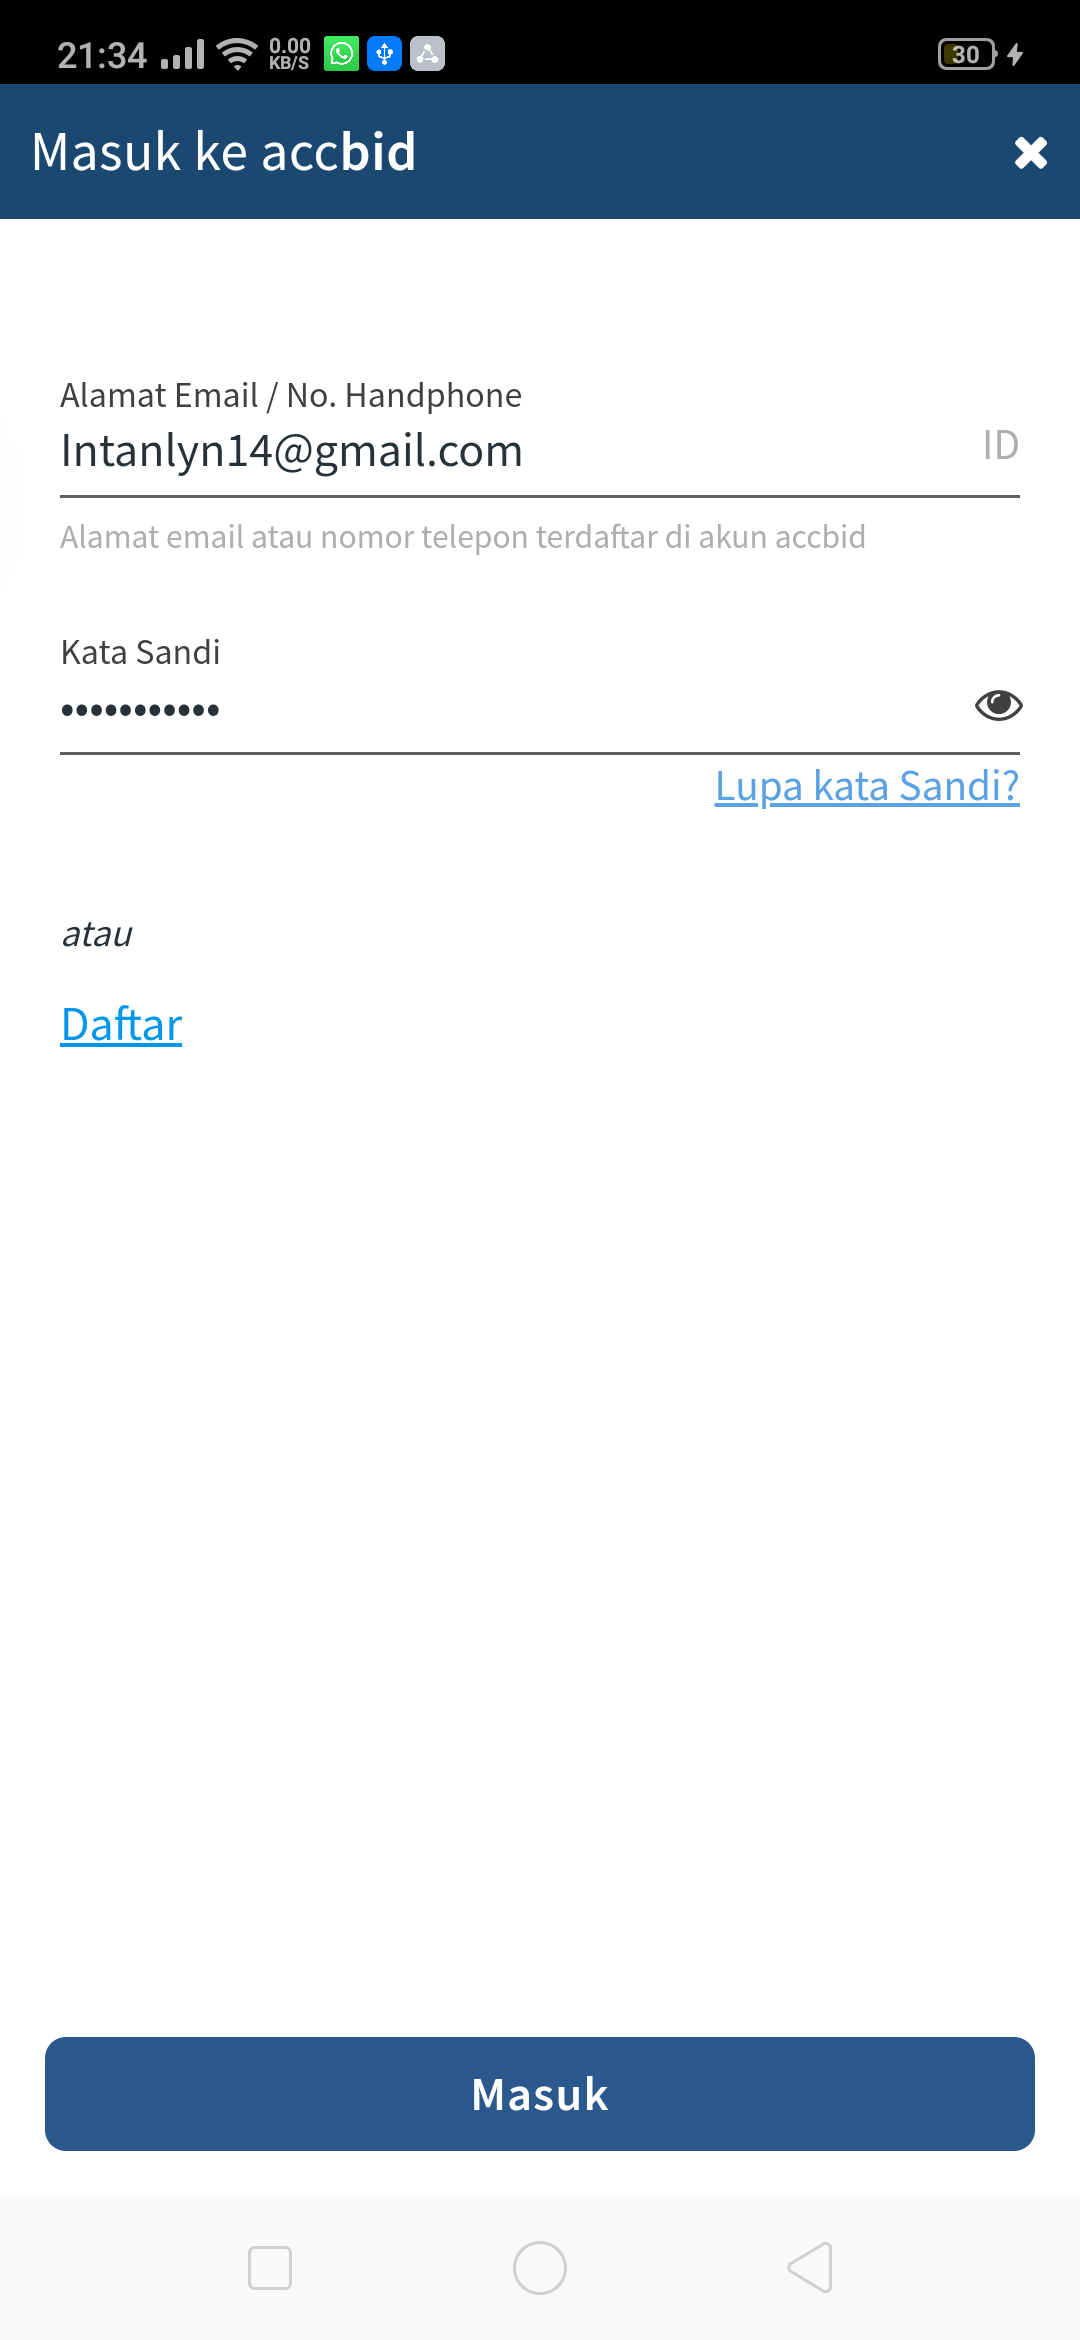 21:34 0.00 KB/S 30
Masuk ke accbid
Alamat Email / No. Handphone
Intanlyn14@gmail.com ID
Alamat email atau nomor telepon terdaftar di akun accbid
Kata Sandi
•••••••••••
Lupa kata Sandi?
atau
Daftar
Masuk